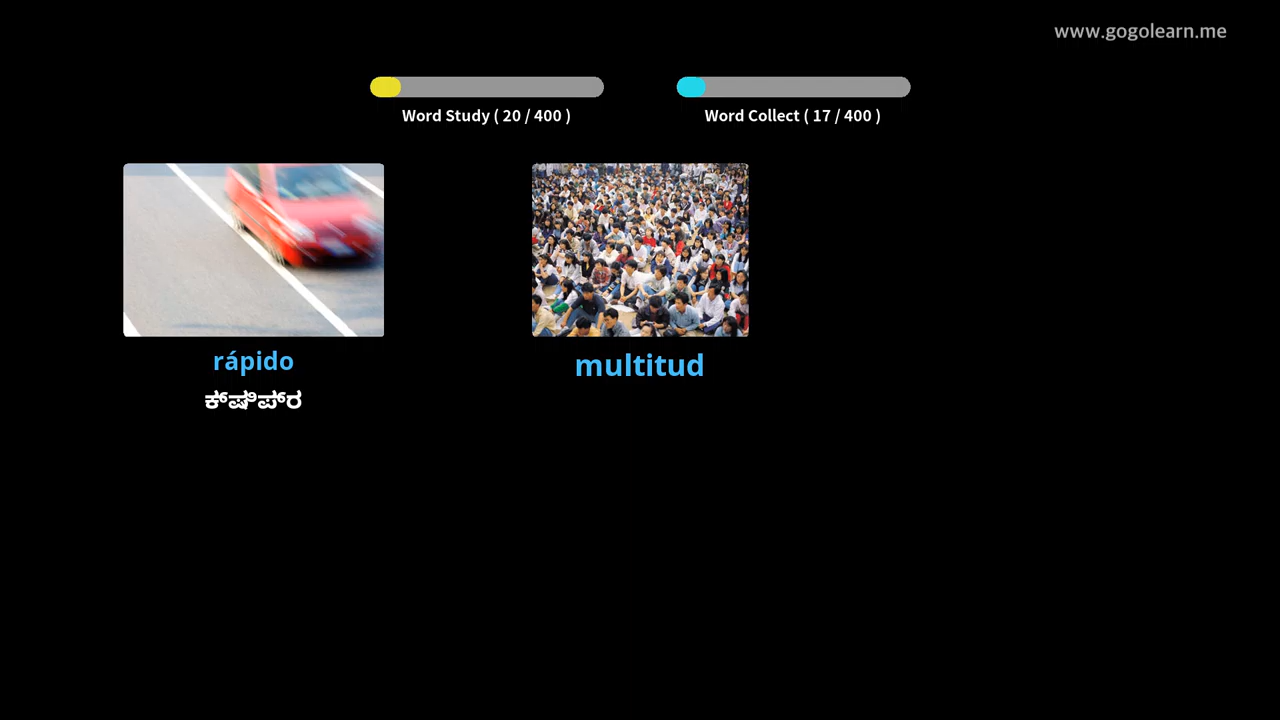 www.gogolearn.me
Word Study ( 20 / 400 )
Word Collect ( 17 / 400 )
rápido
ಕ್ಷಿಪ್ರ
multitud